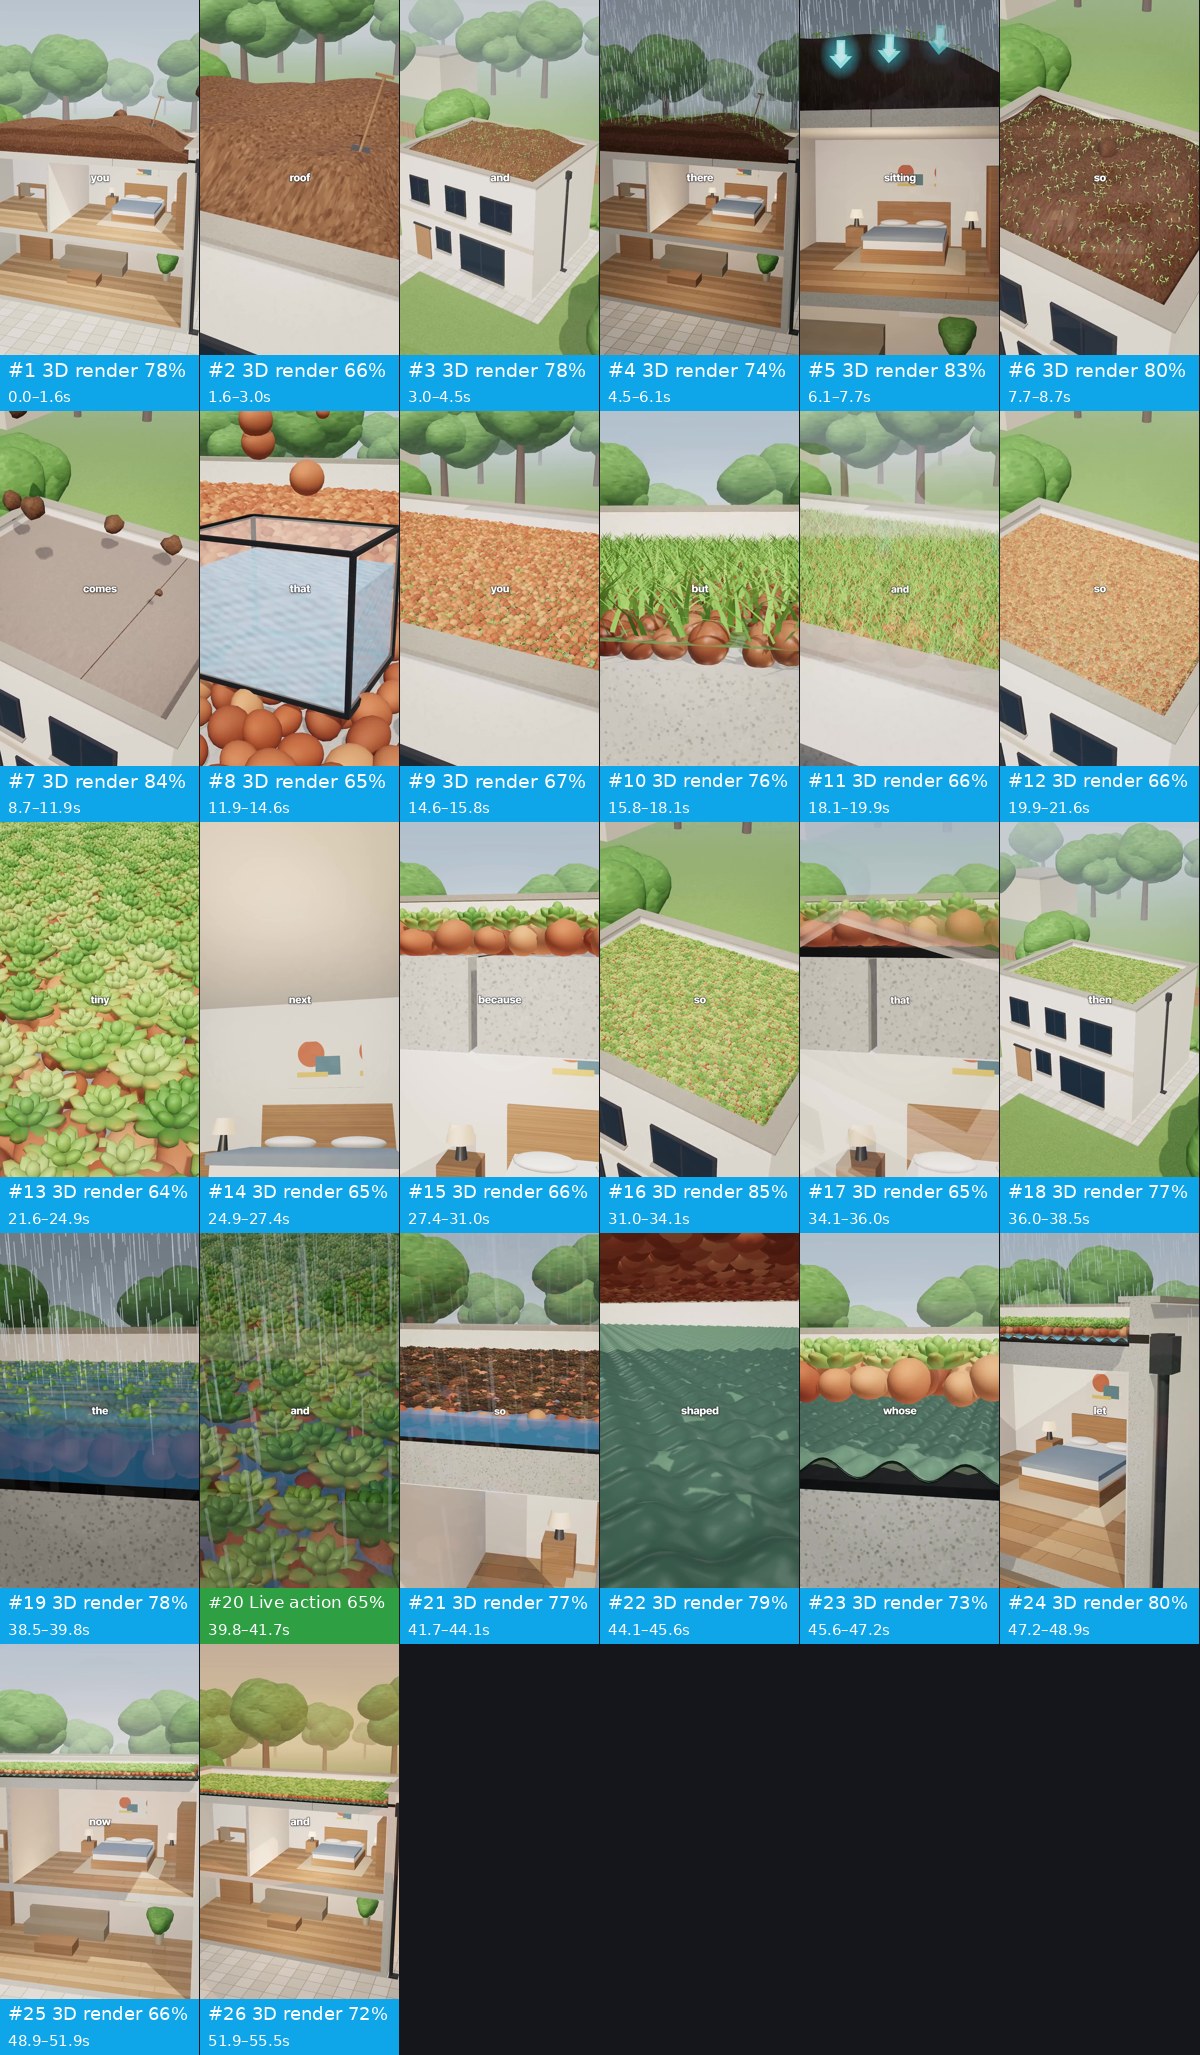 you
roof
and
there
sitting
so
#1 3D render 78%
0.0–1.6s
#2 3D render 66%
1.6–3.0s
#3 3D render 78%
3.0–4.5s
#4 3D render 74%
4.5–6.1s
#5 3D render 83%
6.1–7.7s
#6 3D render 80%
7.7–8.7s
comes
that
you
but
and
so
#7 3D render 84%
8.7–11.9s
#8 3D render 65%
11.9–14.6s
#9 3D render 67%
14.6–15.8s
#10 3D render 76%
15.8–18.1s
#11 3D render 66%
18.1–19.9s
#12 3D render 66%
19.9–21.6s
tiny
next
because
so
that
then
#13 3D render 64%
21.6–24.9s
#14 3D render 65%
24.9–27.4s
#15 3D render 66%
27.4–31.0s
#16 3D render 85%
31.0–34.1s
#17 3D render 65%
34.1–36.0s
#18 3D render 77%
36.0–38.5s
the
and
so
shaped
whose
let
#19 3D render 78%
38.5–39.8s
#20 Live action 65%
39.8–41.7s
#21 3D render 77%
41.7–44.1s
#22 3D render 79%
44.1–45.6s
#23 3D render 73%
45.6–47.2s
#24 3D render 80%
47.2–48.9s
now
and
#25 3D render 66%
48.9–51.9s
#26 3D render 72%
51.9–55.5s